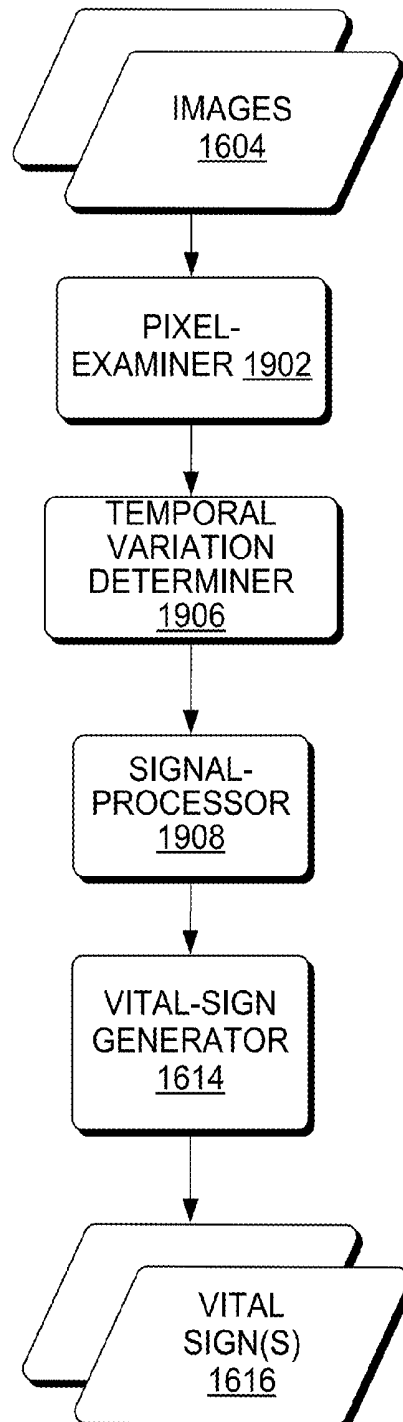 IMAGES
1604
PIXEL-
EXAMINER 1902
TEMPORAL
VARIATION
DETERMINER
1906
SIGNAL-
PROCESSOR
1908
VITAL-SIGN
GENERATOR
1614
VITAL
SIGN(S)
1616